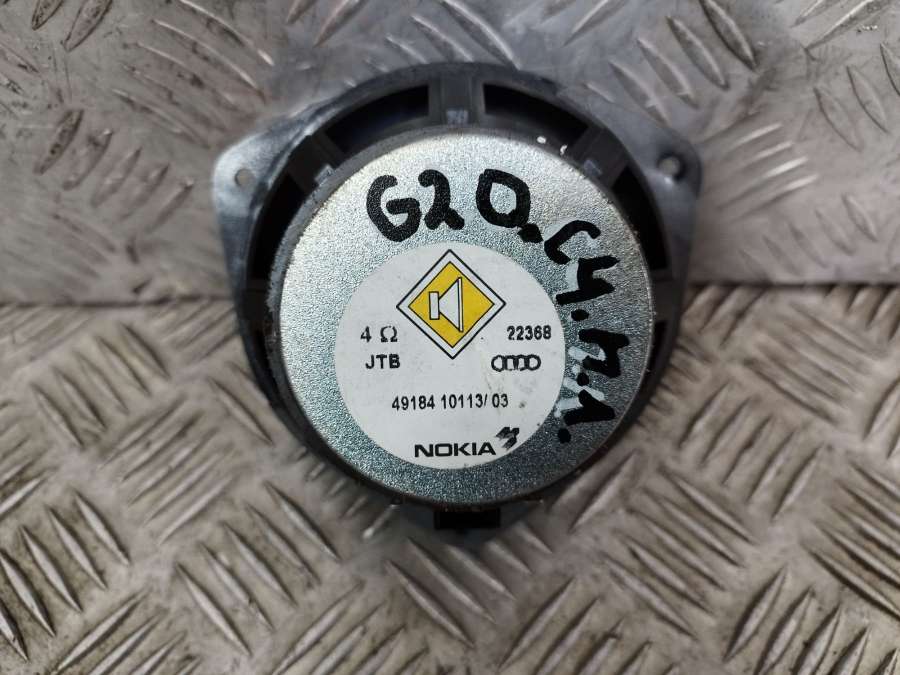 G20.C4.п.1.
4 Ω
22368
JTB
49184 10113/ 03
NOKIA